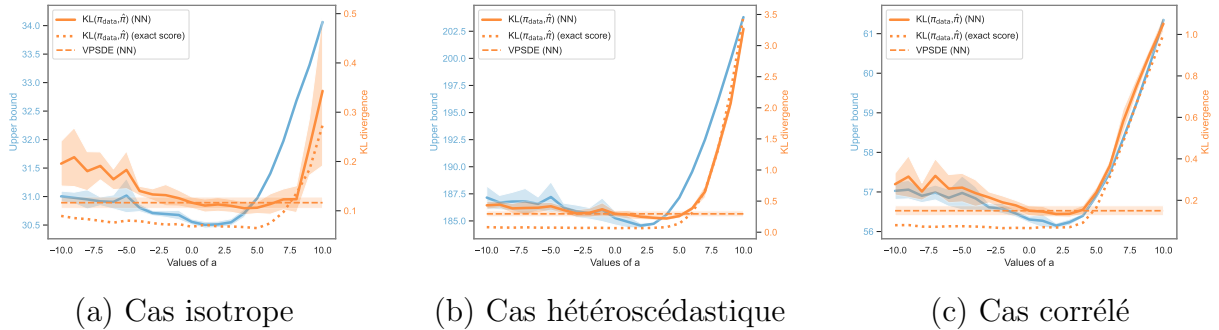 KL(π_data, π̂) (NN)
KL(π_data, π̂) (exact score)
VPSDE (NN)
Upper bound
34.0
33.5
33.0
32.5
32.0
31.5
31.0
30.5
0.5
0.4
0.3
0.2
0.1
KL divergence
−10.0 −7.5 −5.0 −2.5 0.0 2.5 5.0 7.5 10.0
Values of a
(a) Cas isotrope
KL(π_data, π̂) (NN)
KL(π_data, π̂) (exact score)
VPSDE (NN)
Upper bound
202.5
200.0
197.5
195.0
192.5
190.0
187.5
185.0
3.5
3.0
2.5
2.0
1.5
1.0
0.5
0.0
KL divergence
−10.0 −7.5 −5.0 −2.5 0.0 2.5 5.0 7.5 10.0
Values of a
(b) Cas hétéroscédastique
KL(π_data, π̂) (NN)
KL(π_data, π̂) (exact score)
VPSDE (NN)
Upper bound
61
60
59
58
57
56
1.0
0.8
0.6
0.4
0.2
KL divergence
−10.0 −7.5 −5.0 −2.5 0.0 2.5 5.0 7.5 10.0
Values of a
(c) Cas corrélé